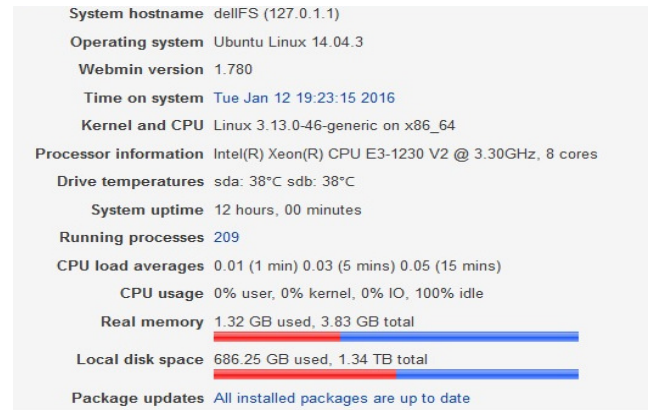 System hostname dellFS (127.0.1.1)
Operating system Ubuntu Linux 14.04.3
Webmin version 1.780
Time on system Tue Jan 12 19:23:15 2016
Kernel and CPU Linux 3.13.0-46-generic on x86_64
Processor information Intel(R) Xeon(R) CPU E3-1230 V2 @ 3.30GHz, 8 cores
Drive temperatures sda: 38°C sdb: 38°C
System uptime 12 hours, 00 minutes
Running processes 209
CPU load averages 0.01 (1 min) 0.03 (5 mins) 0.05 (15 mins)
CPU usage 0% user, 0% kernel, 0% IO, 100% idle
Real memory 1.32 GB used, 3.83 GB total
Local disk space 686.25 GB used, 1.34 TB total
Package updates All installed packages are up to date